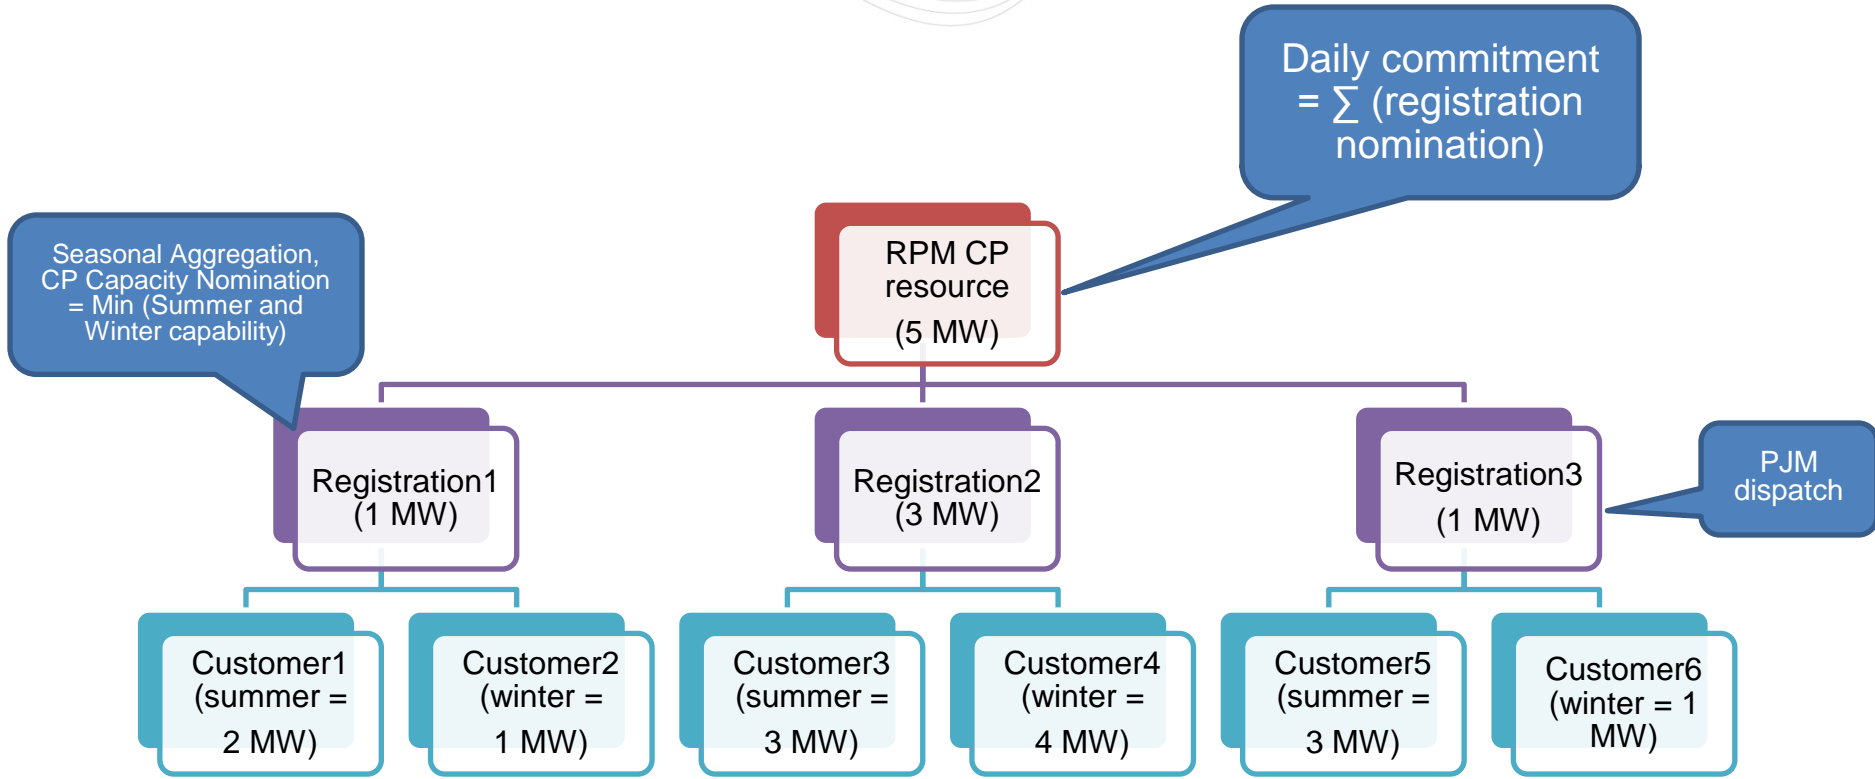 Daily commitment
= ∑ (registration
nomination)
Seasonal Aggregation,
CP Capacity Nomination
= Min (Summer and
Winter capability)
RPM CP
resource
(5 MW)
Registration1
(1 MW)
Registration2
(3 MW)
Registration3
(1 MW)
PJM
dispatch
Customer1
(summer =
2 MW)
Customer2
(winter =
1 MW)
Customer3
(summer =
3 MW)
Customer4
(winter =
4 MW)
Customer5
(summer =
3 MW)
Customer6
(winter = 1
MW)